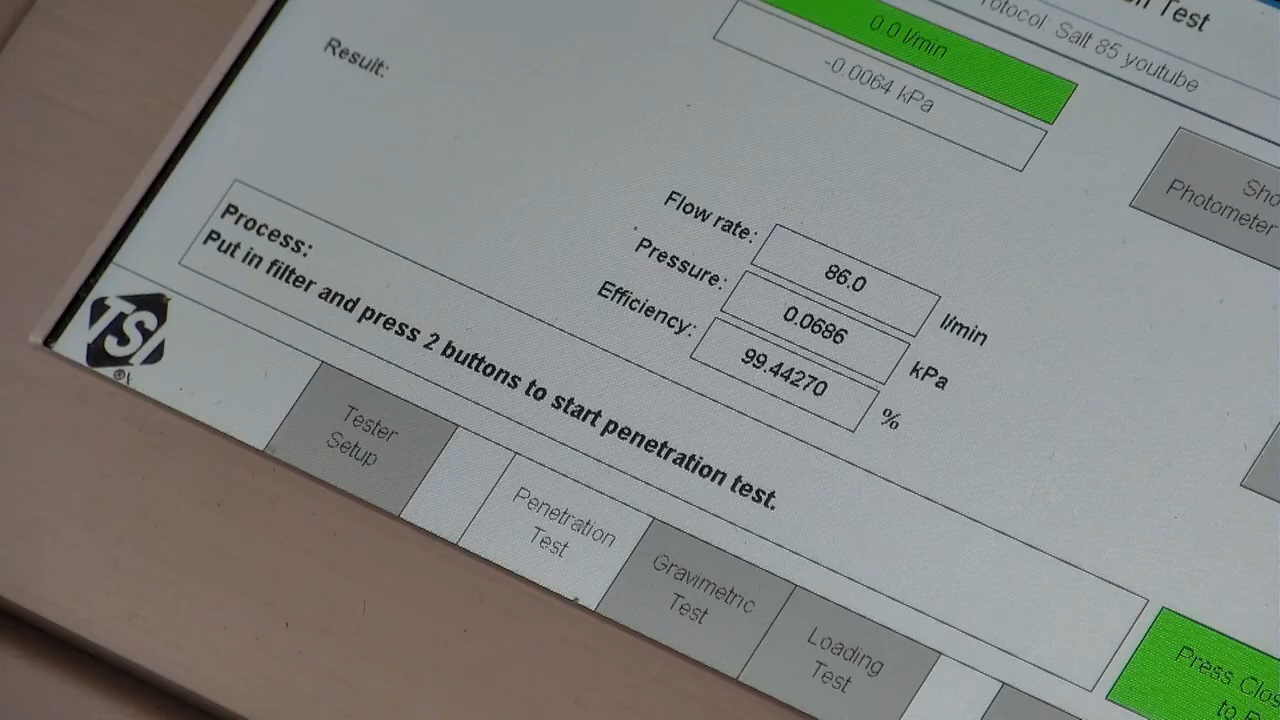 Test
Protocol: Salt 85 youtube
0.0 l/min
-0.0064 kPa
Result:
Photometer
Flow rate: 86.0 l/min
Pressure: 0.0686 kPa
Efficiency: 99.44270 %
Process:
Put in filter and press 2 buttons to start penetration test.
TSI
®
Tester
Setup
Penetration
Test
Gravimetric
Test
Loading
Test
Press
to